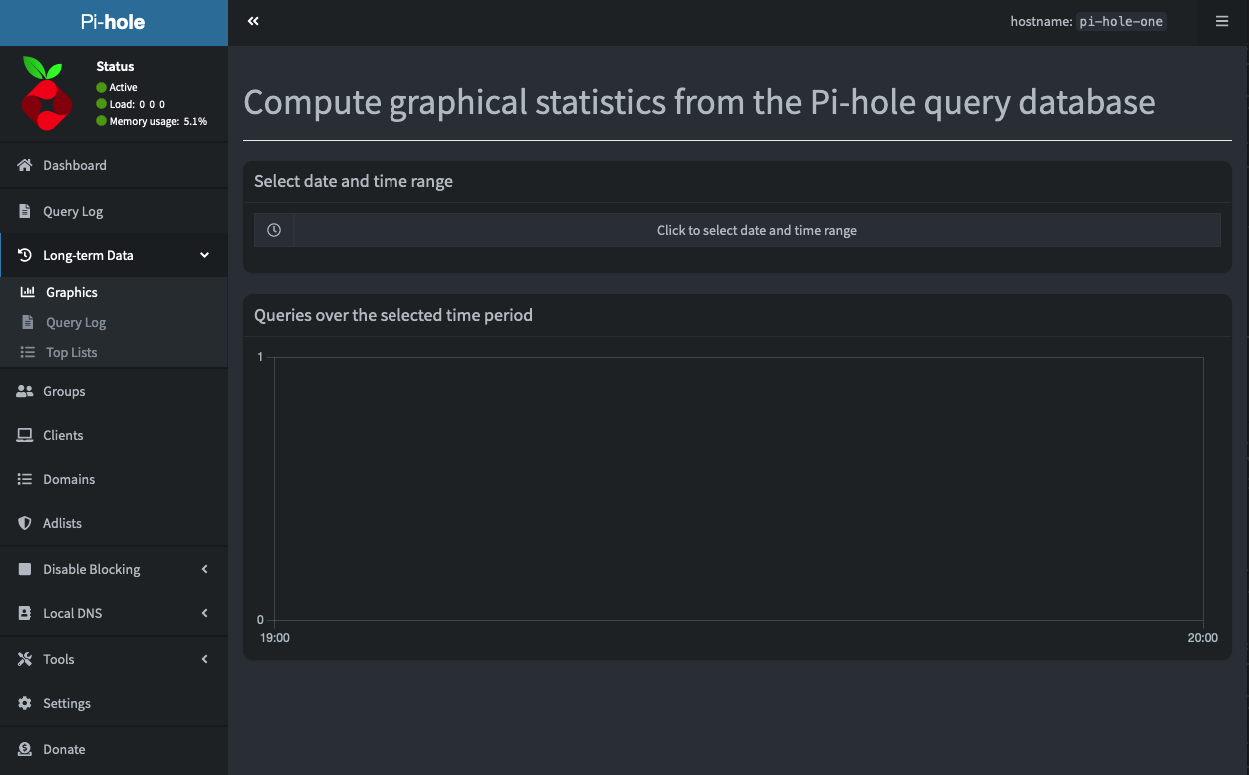 Pi-hole
hostname: pi-hole-one
Status
Active
Load: 0 0 0
Memory usage: 5.1%
Dashboard
Query Log
Long-term Data
Graphics
Query Log
Top Lists
Groups
Clients
Domains
Adlists
Disable Blocking
Local DNS
Tools
Settings
Donate
Compute graphical statistics from the Pi-hole query database
Select date and time range
Click to select date and time range
Queries over the selected time period
1
0
19:00 20:00